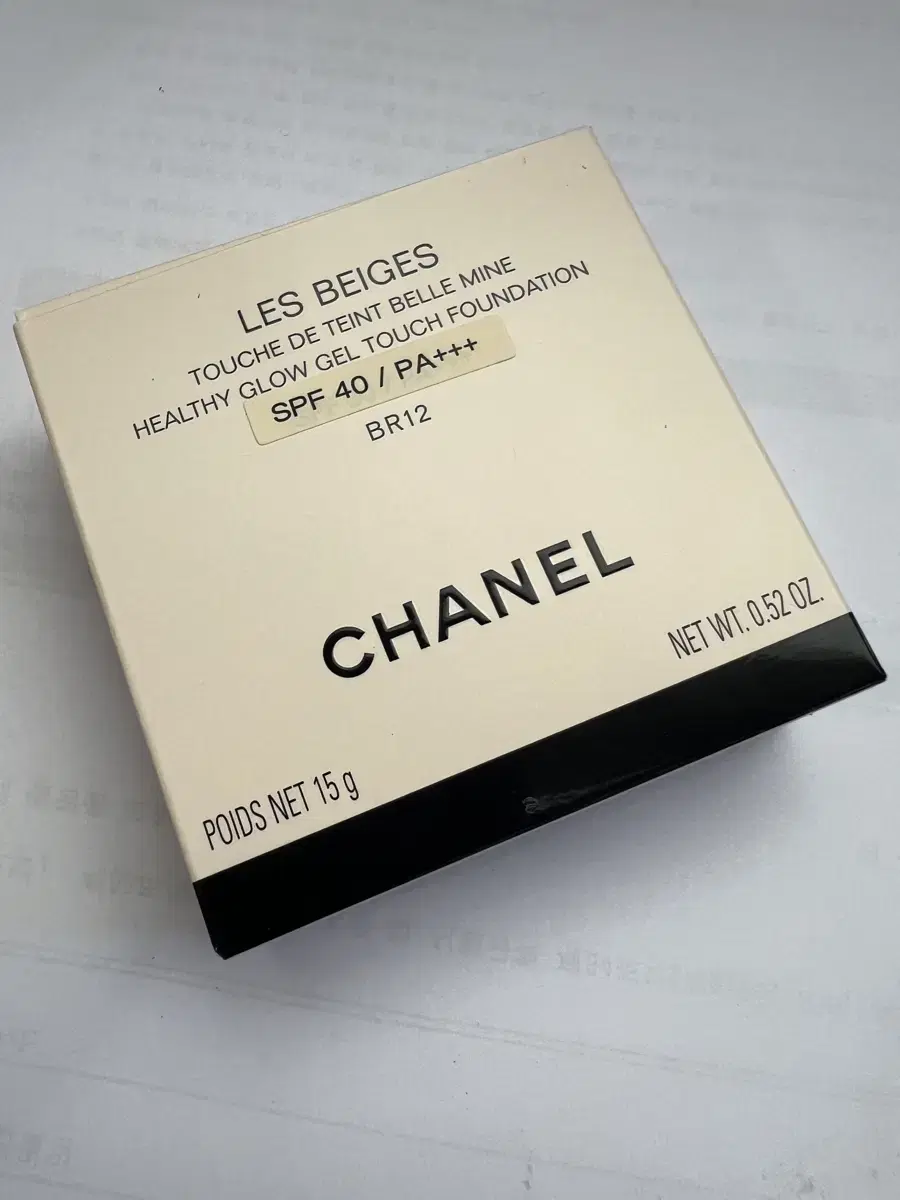 LES BEIGES
TOUCHE DE TEINT BELLE MINE
HEALTHY GLOW GEL TOUCH FOUNDATION
SPF 40 / PA+++
BR12
CHANEL
NET WT. 0.52 OZ.
POIDS NET 15 g